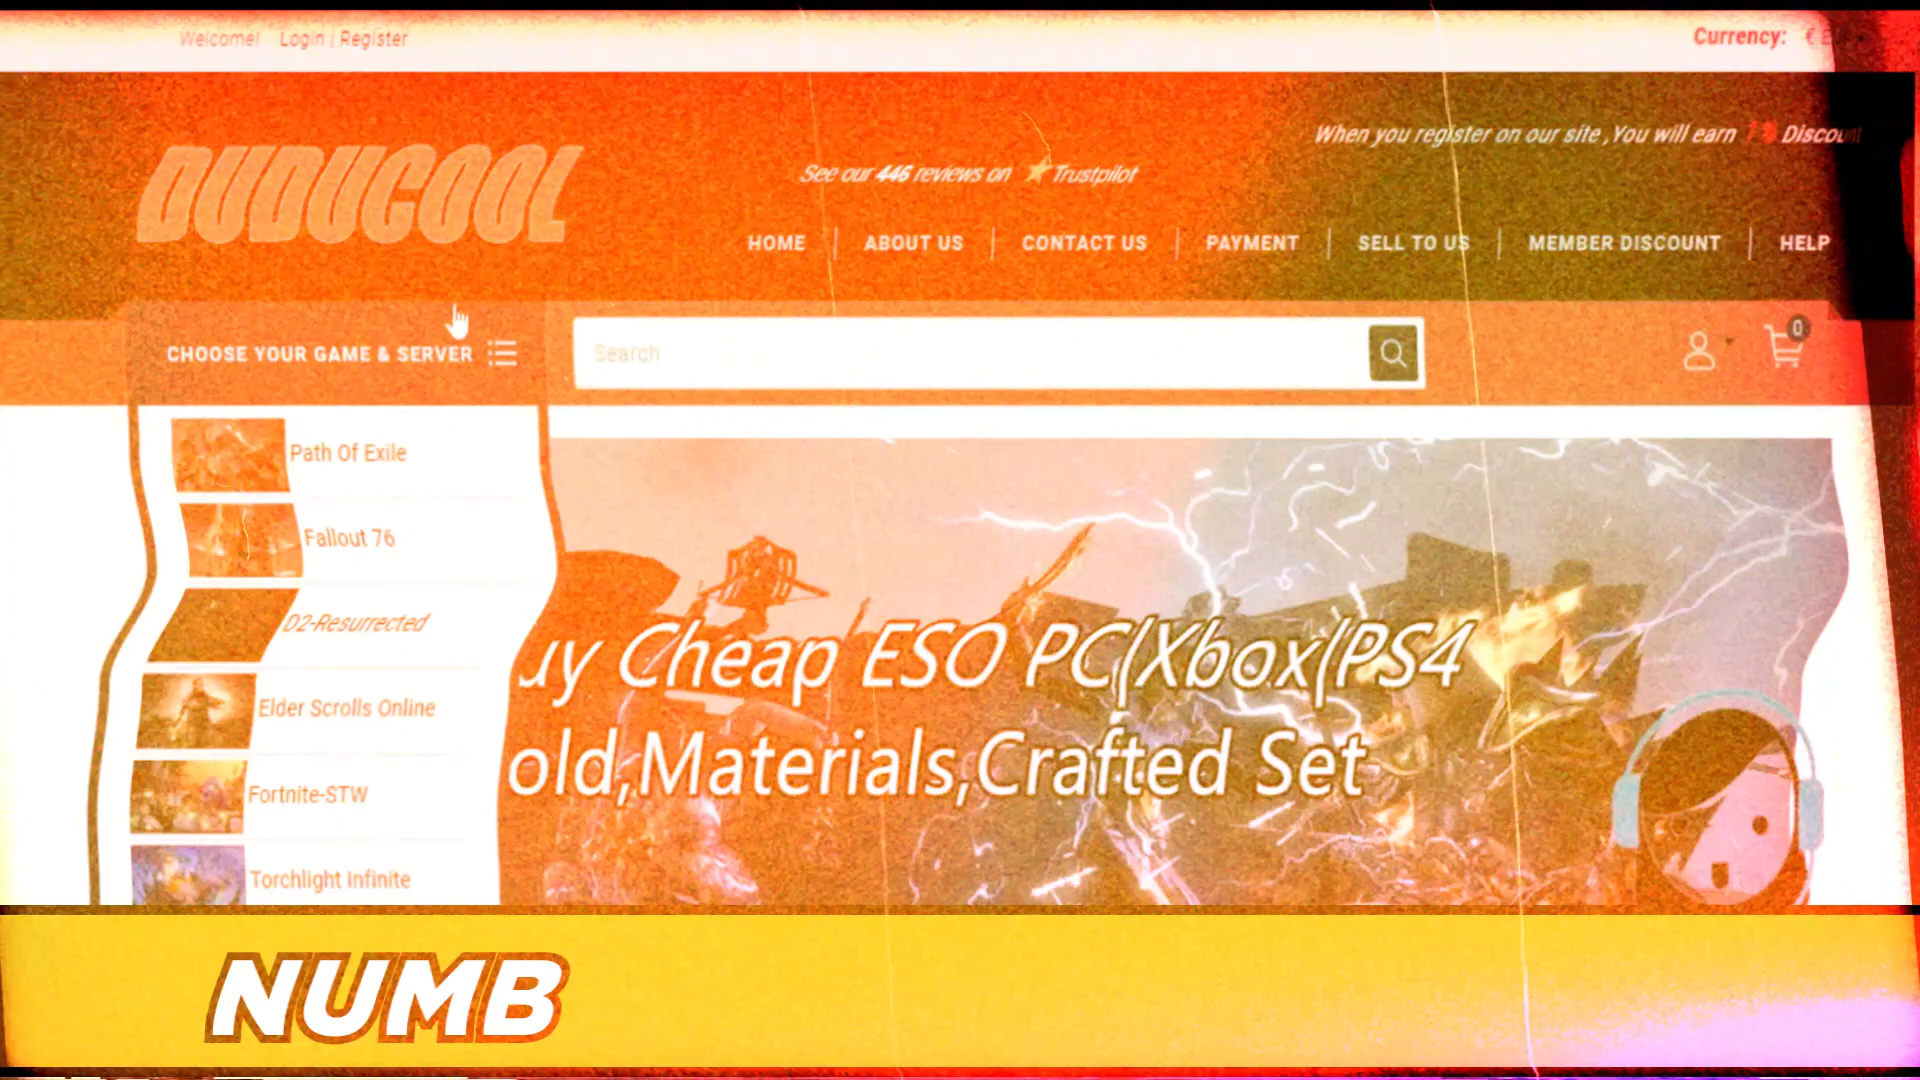 Welcome! Login | Register
Currency: €
When you register on our site ,You will earn Discount
DUDUCOOL
See our 446 reviews on Trustpilot
HOME ABOUT US CONTACT US PAYMENT SELL TO US MEMBER DISCOUNT HELP
CHOOSE YOUR GAME & SERVER
Search
0
Path Of Exile
Fallout 76
D2-Resurrected
Elder Scrolls Online
Fortnite-STW
Torchlight Infinite
uy Cheap ESO PC|Xbox|PS4
old,Materials,Crafted Set
NUMB